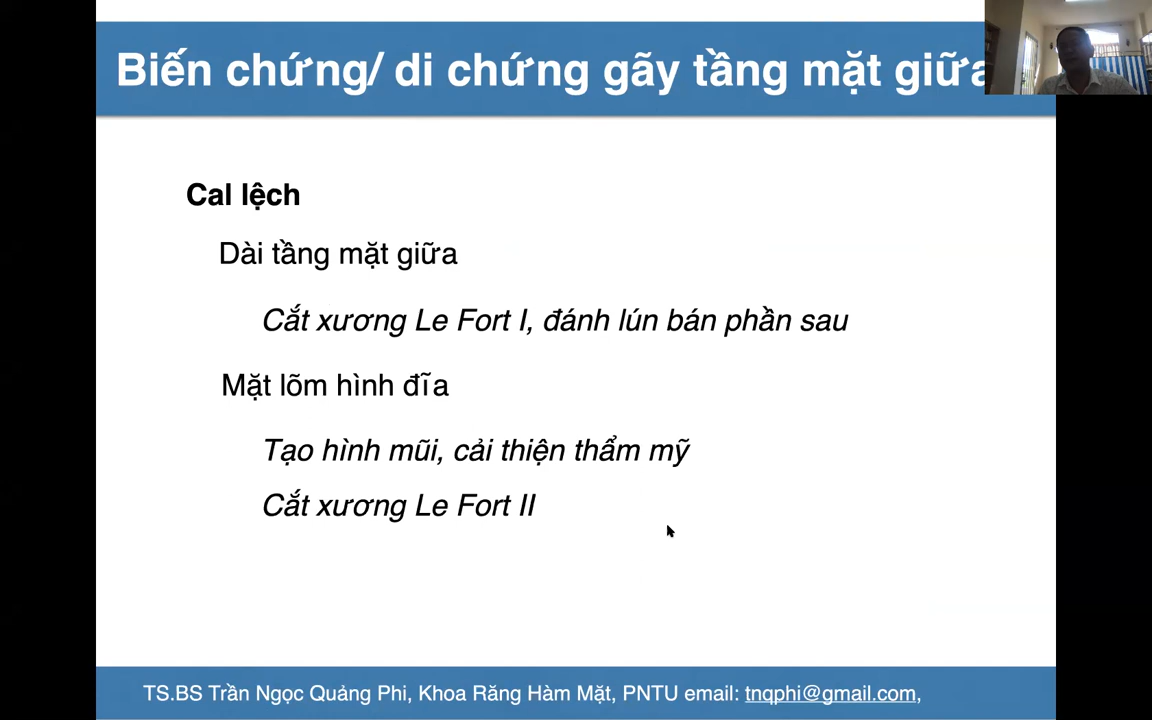 Biến chứng/ di chứng gãy tầng mặt giữa
Cal lệch
Dài tầng mặt giữa
Cắt xương Le Fort I, đánh lún bán phần sau
Mặt lõm hình đĩa
Tạo hình mũi, cải thiện thẩm mỹ
Cắt xương Le Fort II
TS.BS Trần Ngọc Quảng Phi, Khoa Răng Hàm Mặt, PNTU email: tnqphi@gmail.com,